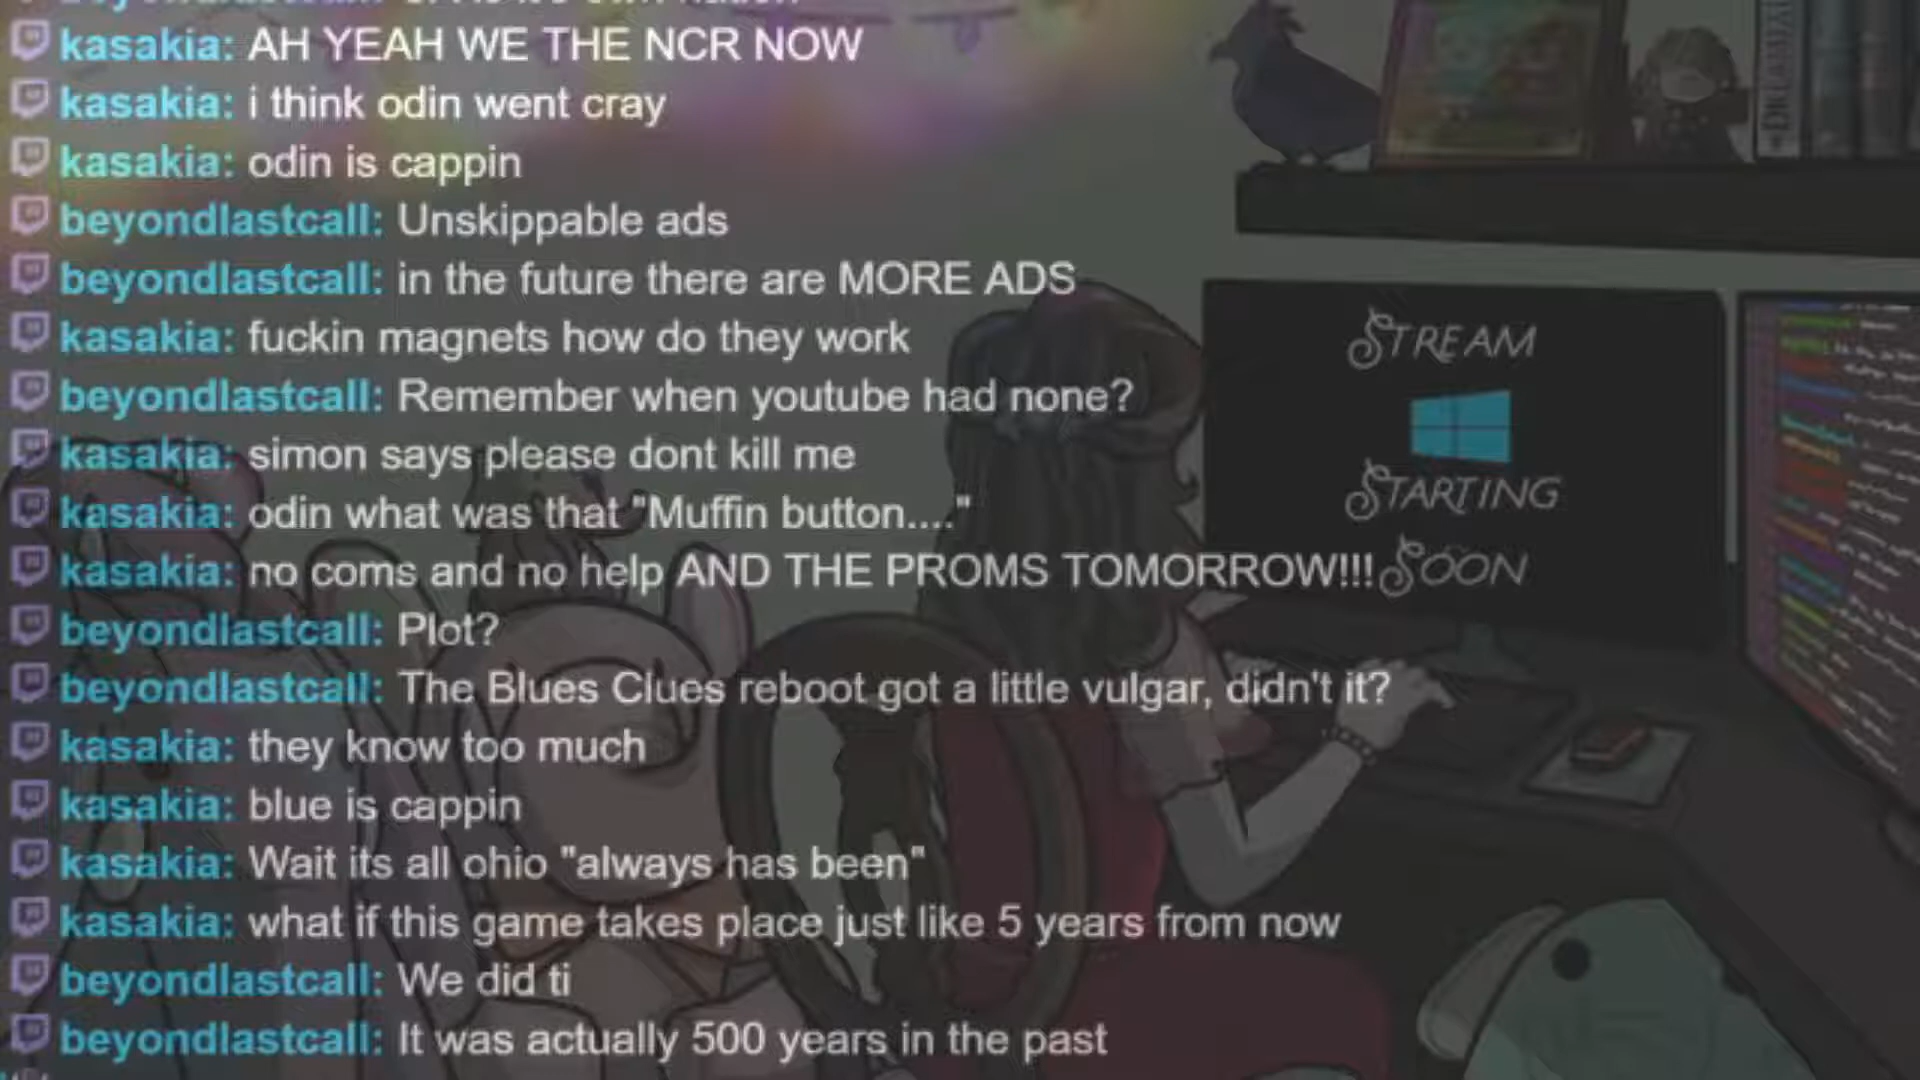 kasakia: AH YEAH WE THE NCR NOW
kasakia: i think odin went cray
kasakia: odin is cappin
beyondlastcall: Unskippable ads
beyondlastcall: in the future there are MORE ADS
kasakia: fuckin magnets how do they work
beyondlastcall: Remember when youtube had none?
kasakia: simon says please dont kill me
kasakia: odin what was that "Muffin button...."
kasakia: no coms and no help AND THE PROMS TOMORROW!!!
beyondlastcall: Plot?
beyondlastcall: The Blues Clues reboot got a little vulgar, didn't it?
kasakia: they know too much
kasakia: blue is cappin
kasakia: Wait its all ohio "always has been"
kasakia: what if this game takes place just like 5 years from now
beyondlastcall: We did ti
beyondlastcall: It was actually 500 years in the past
STREAM
STARTING
SOON